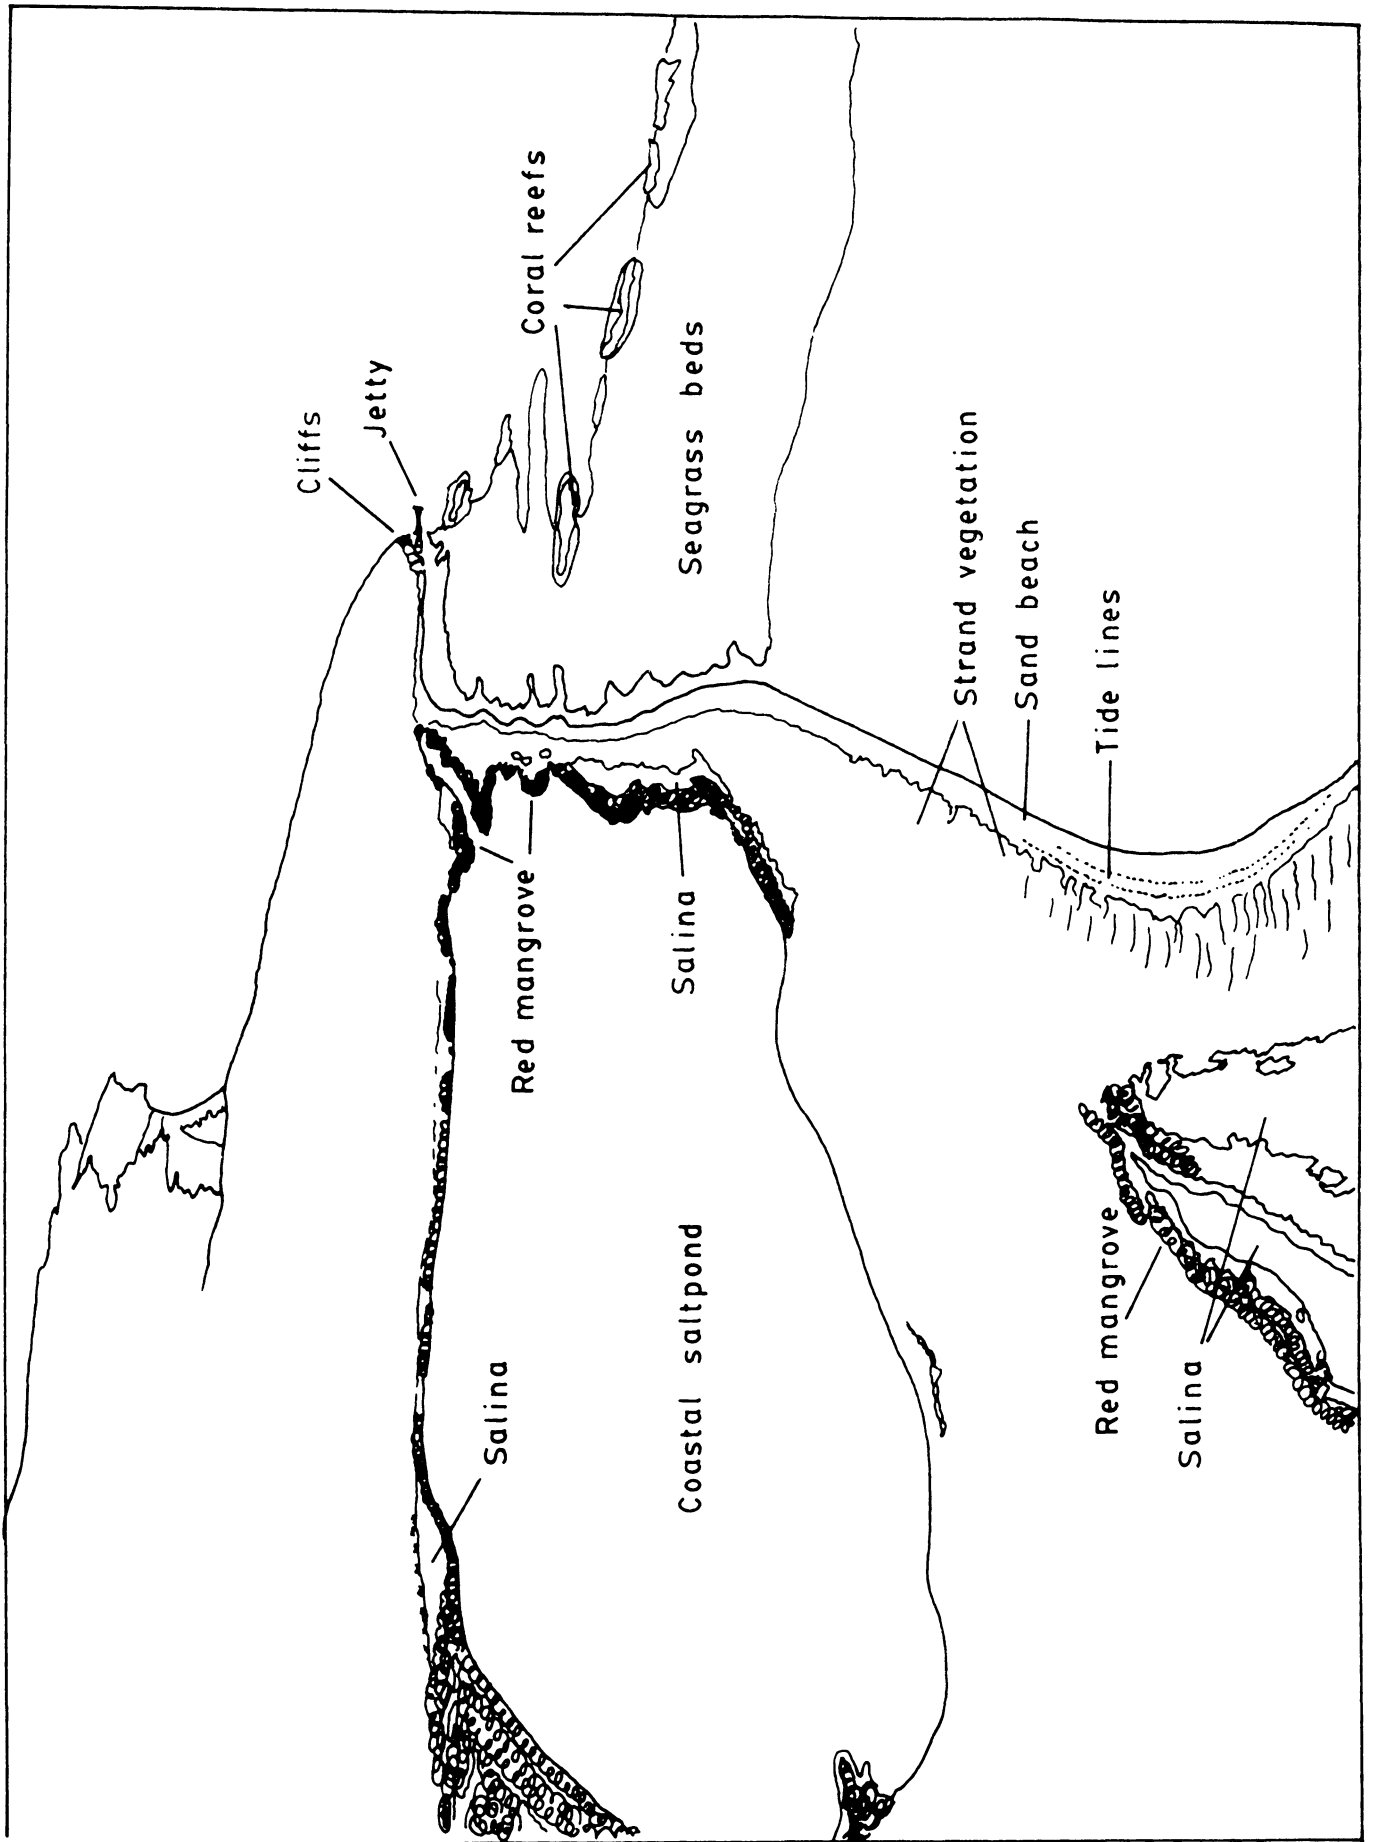 Cliffs
Jetty
Coral reefs
Seagrass beds
Strand vegetation
Sand beach
Tide lines
Red mangrove
Salina
Salina
Coastal saltpond
Red mangrove
Salina